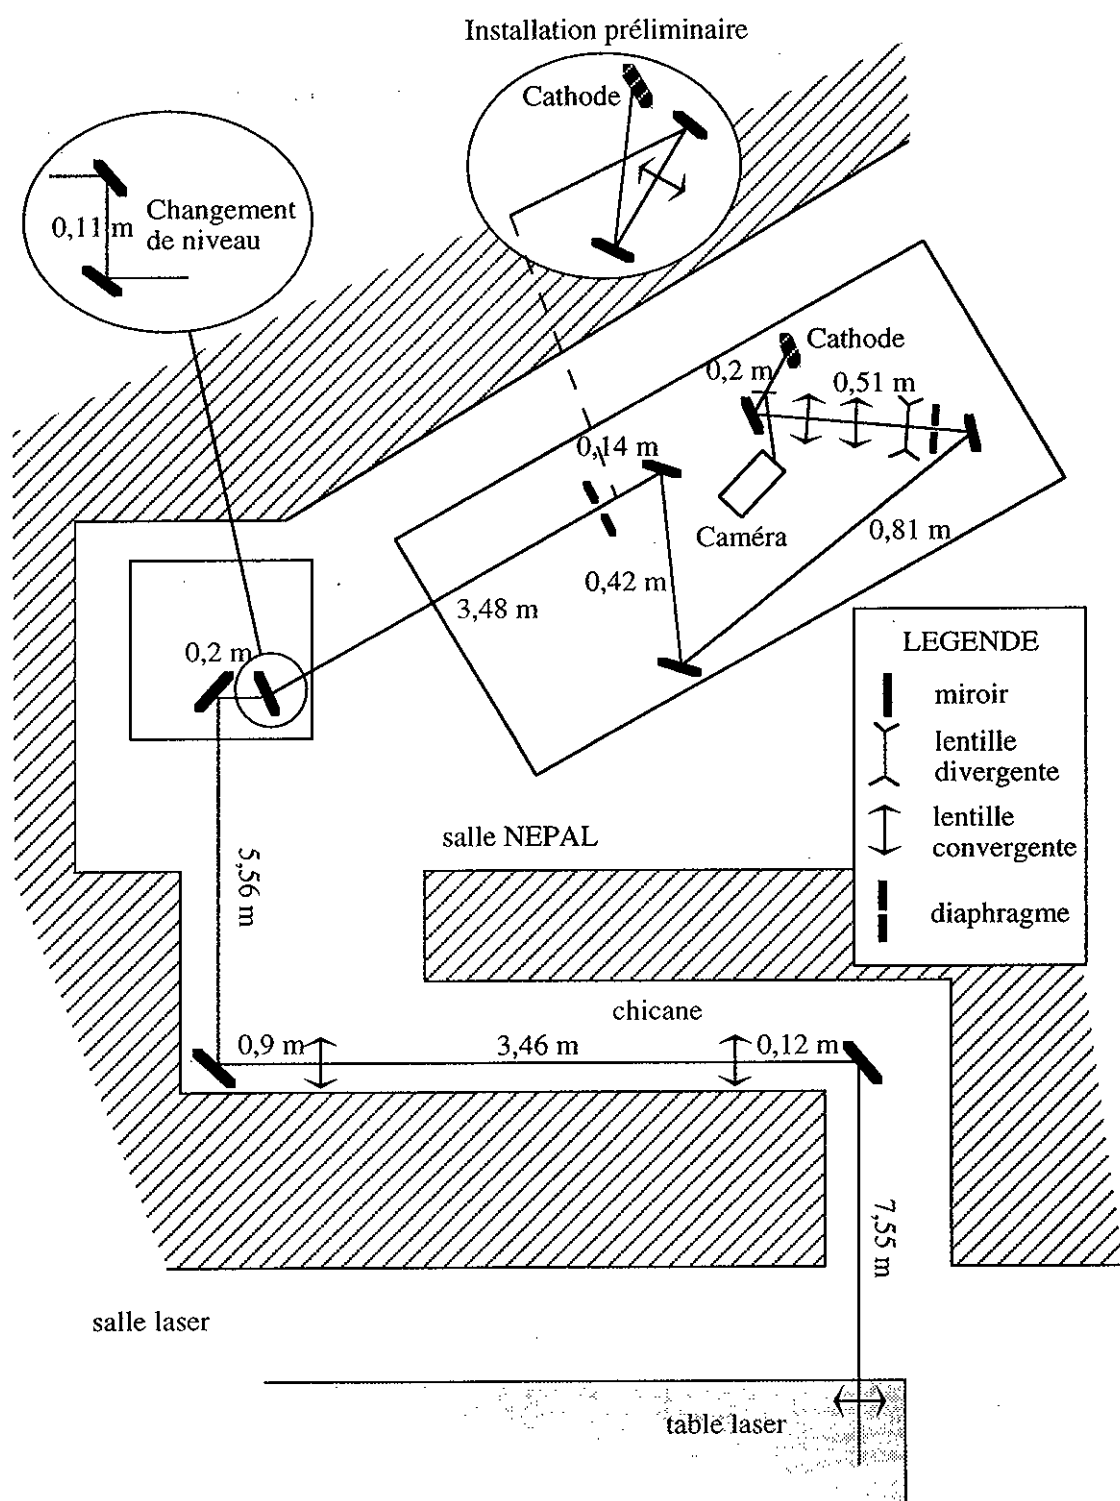 Installation préliminaire
Cathode
0,11 m
Changement
de niveau
Cathode
0,2 m
0,51 m
0,14 m
Caméra
0,81 m
0,42 m
3,48 m
0,2 m
LEGENDE
miroir
lentille
divergente
lentille
convergente
diaphragme
salle NEPAL
5,56 m
chicane
0,9 m
3,46 m
0,12 m
7,55 m
salle laser
table laser